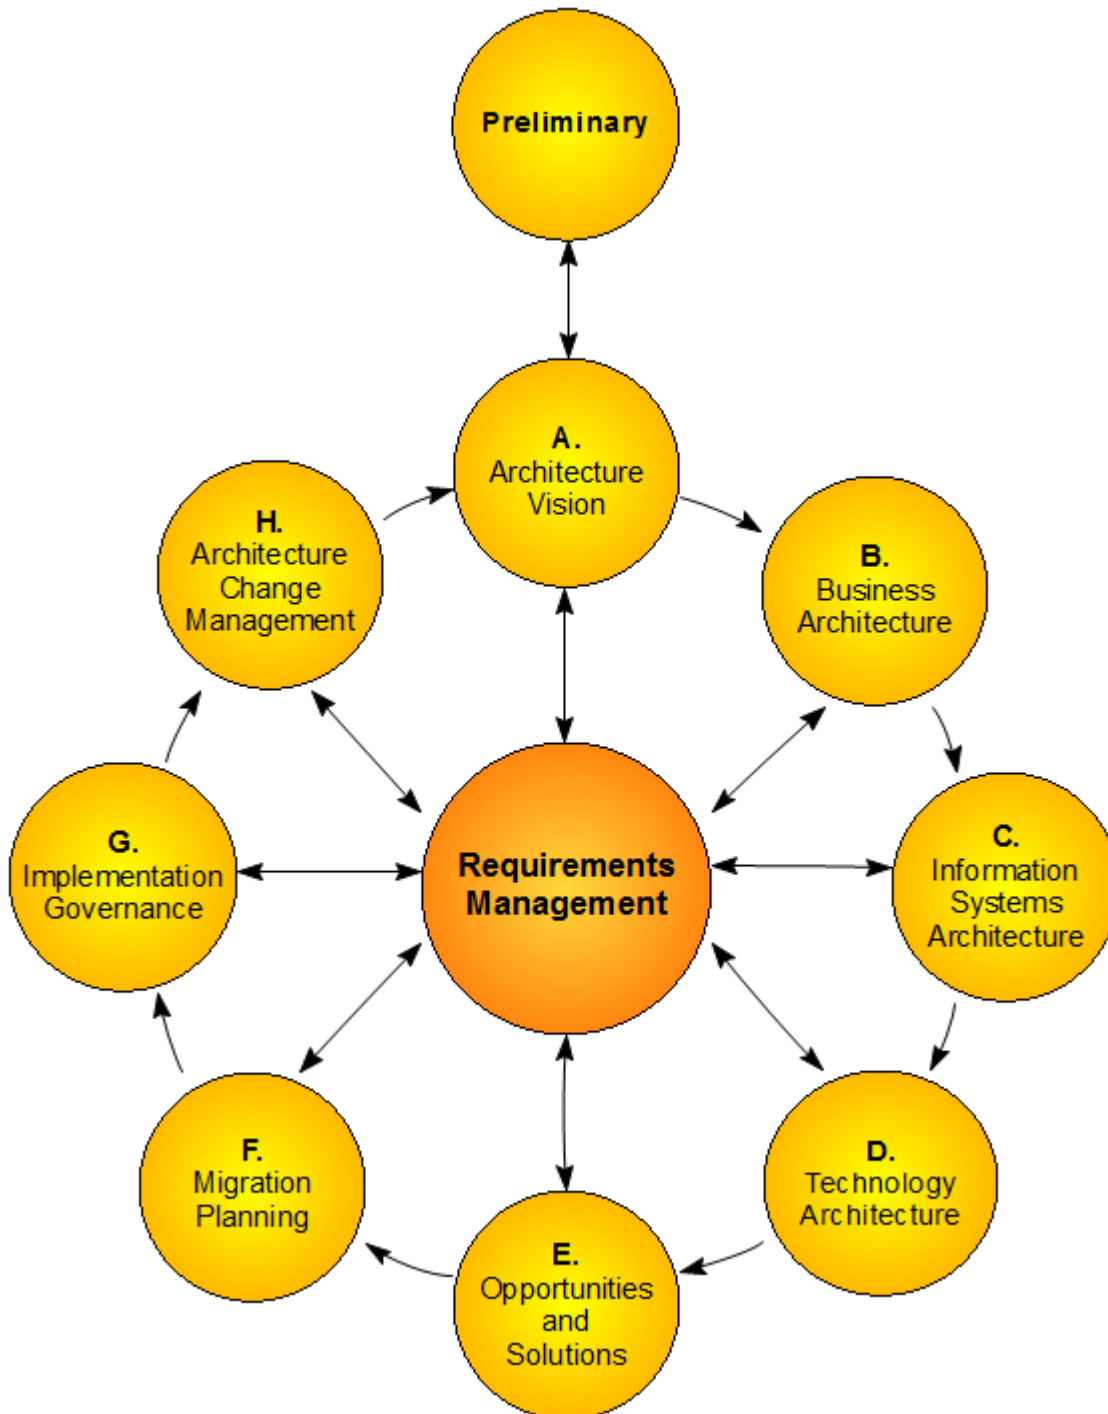 Preliminary
A.
Architecture
Vision
B.
Business
Architecture
C.
Information
Systems
Architecture
D.
Technology
Architecture
E.
Opportunities
and
Solutions
F.
Migration
Planning
G.
Implementation
Governance
H.
Architecture
Change
Management
Requirements
Management